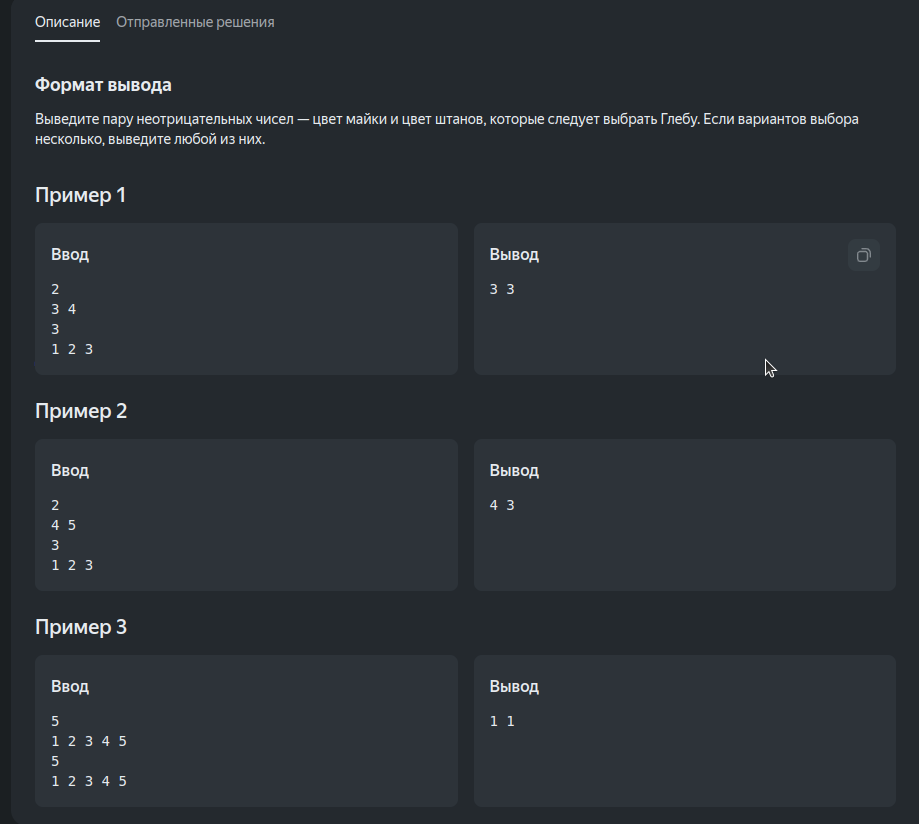 Описание Отправленные решения
Формат вывода
Выведите пару неотрицательных чисел — цвет майки и цвет штанов, которые следует выбрать Глебу. Если вариантов выбора
несколько, выведите любой из них.
Пример 1
Ввод
2
3 4
3
1 2 3
Вывод
3 3
Пример 2
Ввод
2
4 5
3
1 2 3
Вывод
4 3
Пример 3
Ввод
5
1 2 3 4 5
5
1 2 3 4 5
Вывод
1 1